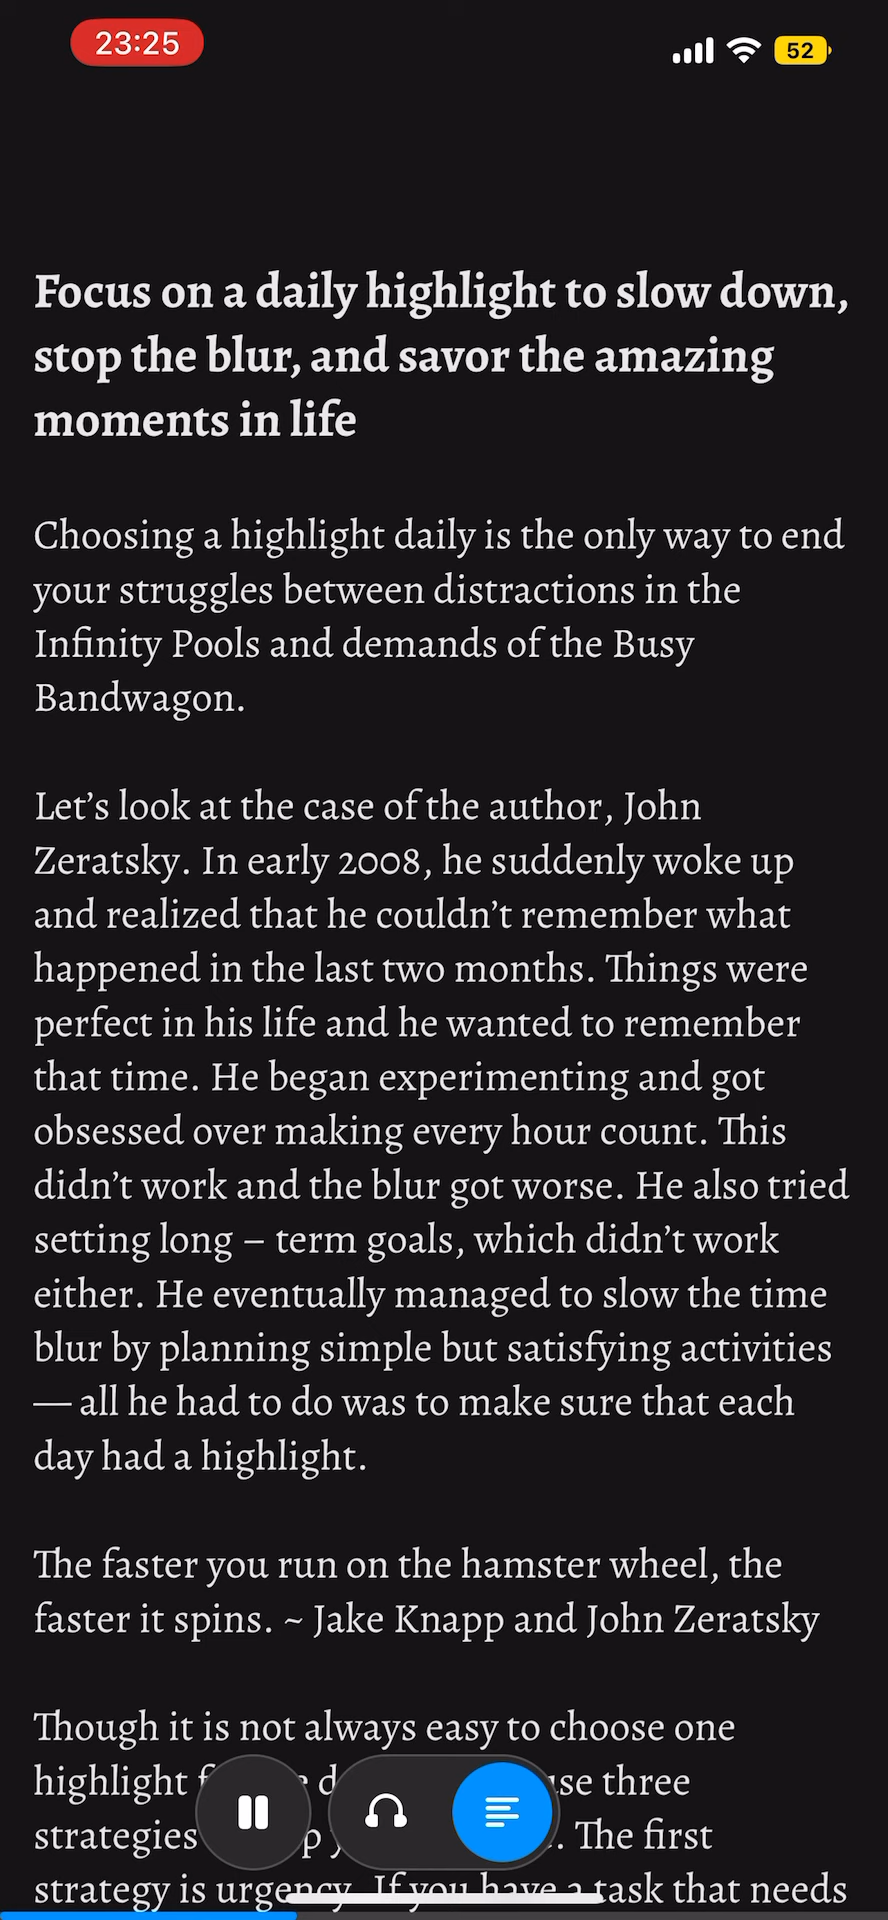 23:25
52
Focus on a daily highlight to slow down,
stop the blur, and savor the amazing
moments in life
Choosing a highlight daily is the only way to end
your struggles between distractions in the
Infinity Pools and demands of the Busy
Bandwagon.
Let's look at the case of the author, John
Zeratsky. In early 2008, he suddenly woke up
and realized that he couldn't remember what
happened in the last two months. Things were
perfect in his life and he wanted to remember
that time. He began experimenting and got
obsessed over making every hour count. This
didn't work and the blur got worse. He also tried
setting long – term goals, which didn't work
either. He eventually managed to slow the time
blur by planning simple but satisfying activities
— all he had to do was to make sure that each
day had a highlight.
The faster you run on the hamster wheel, the
faster it spins. ~ Jake Knapp and John Zeratsky
Though it is not always easy to choose one
highlight three
strategies The first
strategy is urgency. If you have a task that needs